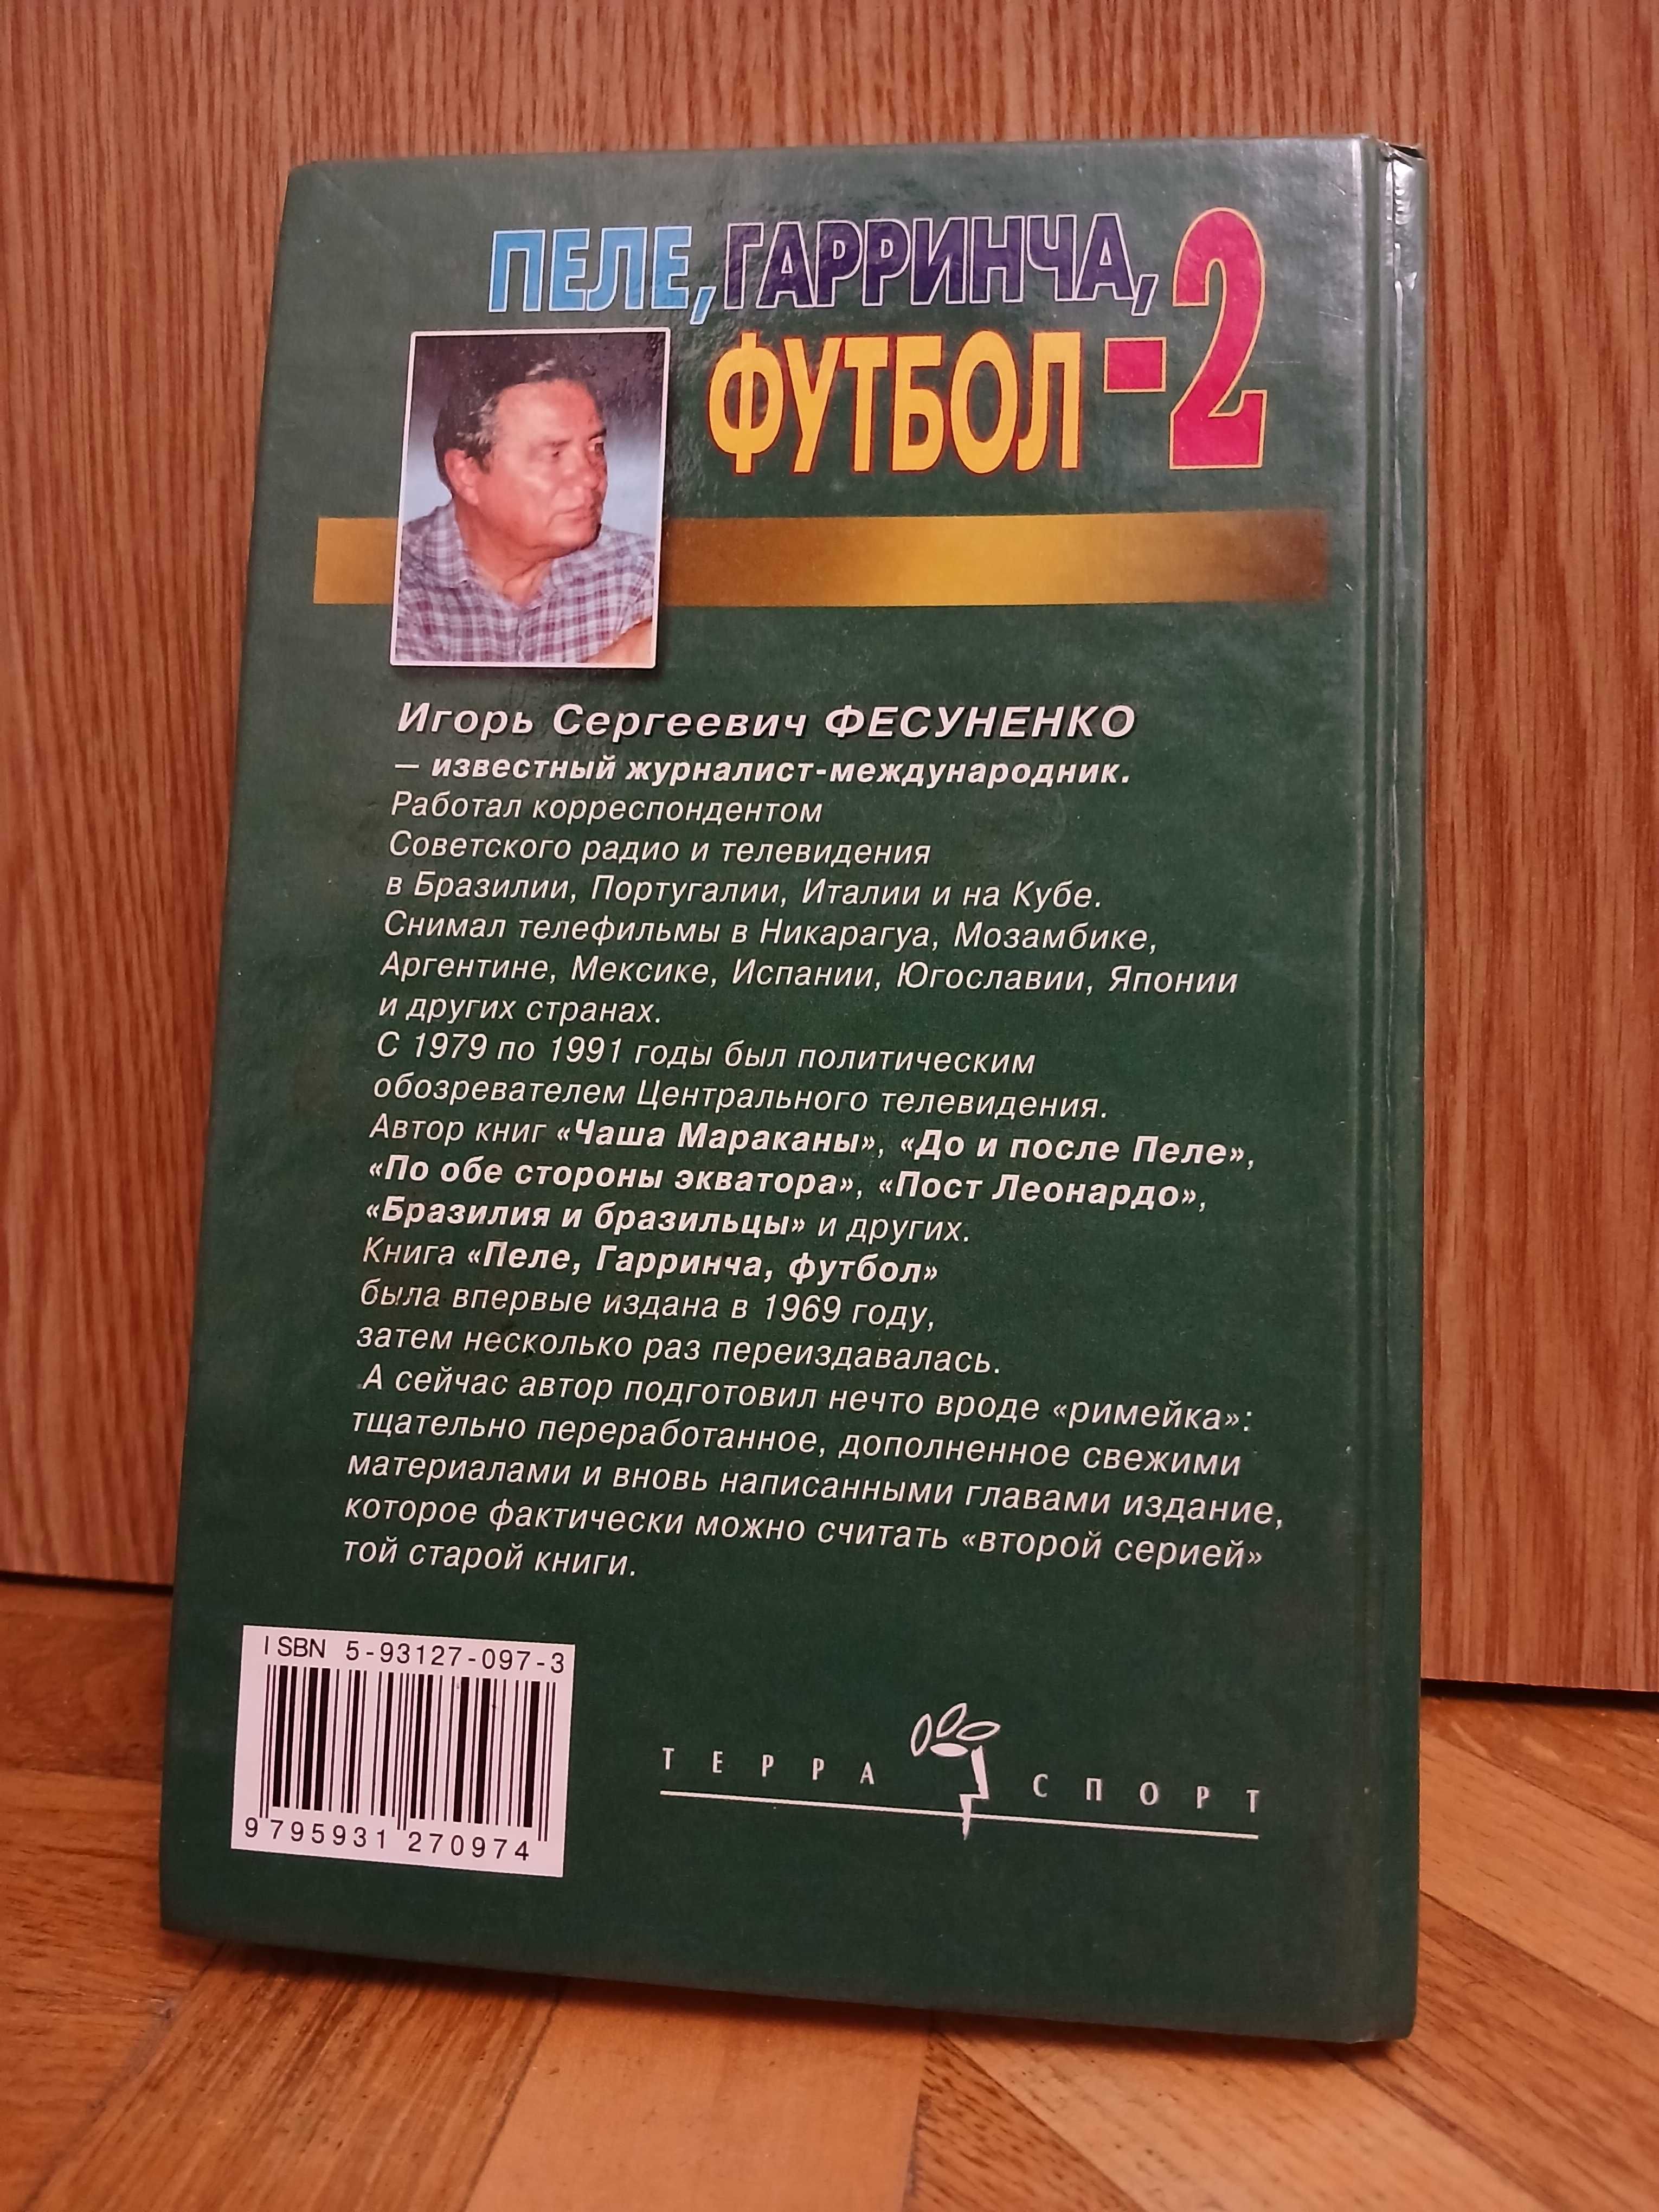 ПЕЛЕ, ГАРРИНЧА,
ФУТБОЛ -2
Игорь Сергеевич ФЕСУНЕНКО
— известный журналист-международник.
Работал корреспондентом
Советского радио и телевидения
в Бразилии, Португалии, Италии и на Кубе.
Снимал телефильмы в Никарагуа, Мозамбике,
Аргентине, Мексике, Испании, Югославии, Японии
и других странах.
С 1979 по 1991 годы был политическим
обозревателем Центрального телевидения.
Автор книг «Чаша Мараканы», «До и после Пеле»,
«По обе стороны экватора», «Пост Леонардо»,
«Бразилия и бразильцы» и других.
Книга «Пеле, Гарринча, футбол»
была впервые издана в 1969 году,
затем несколько раз переиздавалась.
А сейчас автор подготовил нечто вроде «римейка»:
тщательно переработанное, дополненное свежими
материалами и вновь написанными главами издание,
которое фактически можно считать «второй серией»
той старой книги.
ISBN 5-93127-097-3
9 795931 270974
ТЕРРА СПОРТ